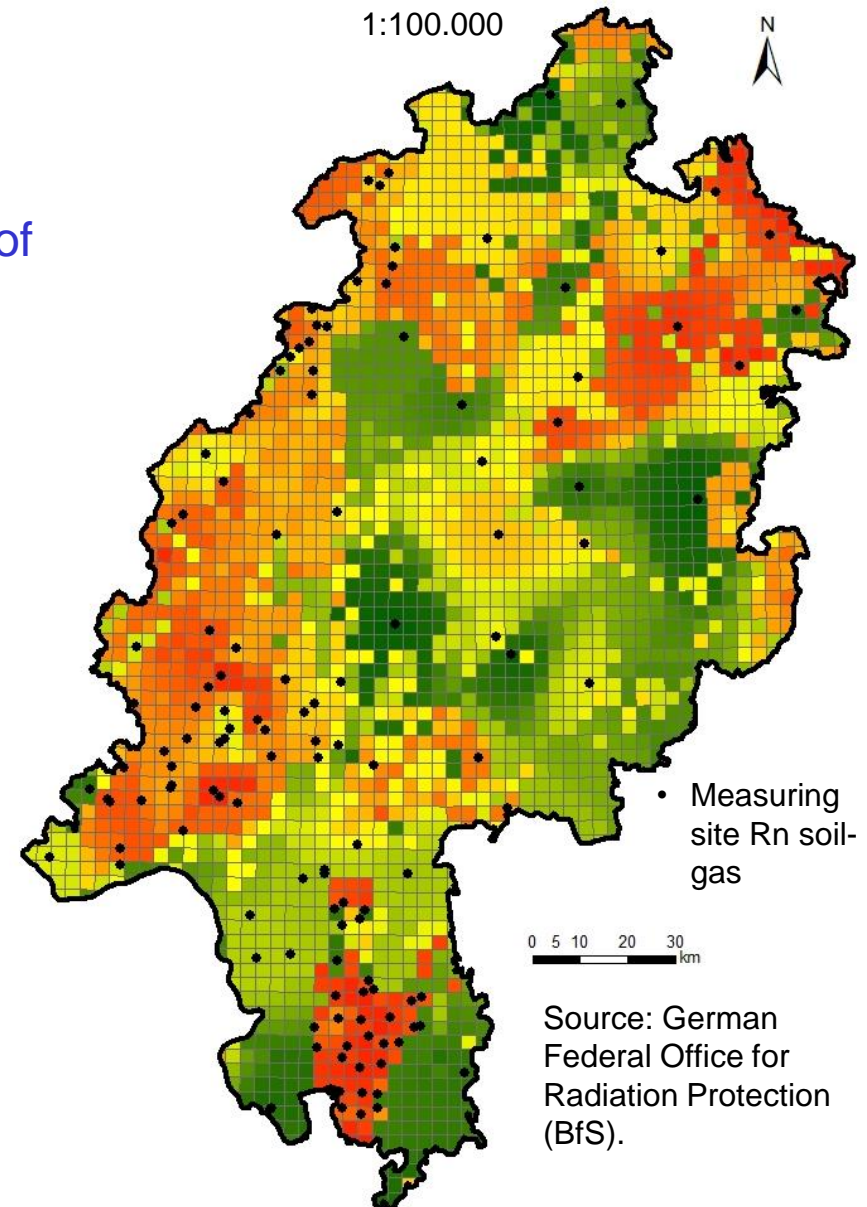 1:100.000
N
of
• Measuring
site Rn soil-
gas
0 5 10 20 30
km
Source: German
Federal Office for
Radiation Protection
(BfS).